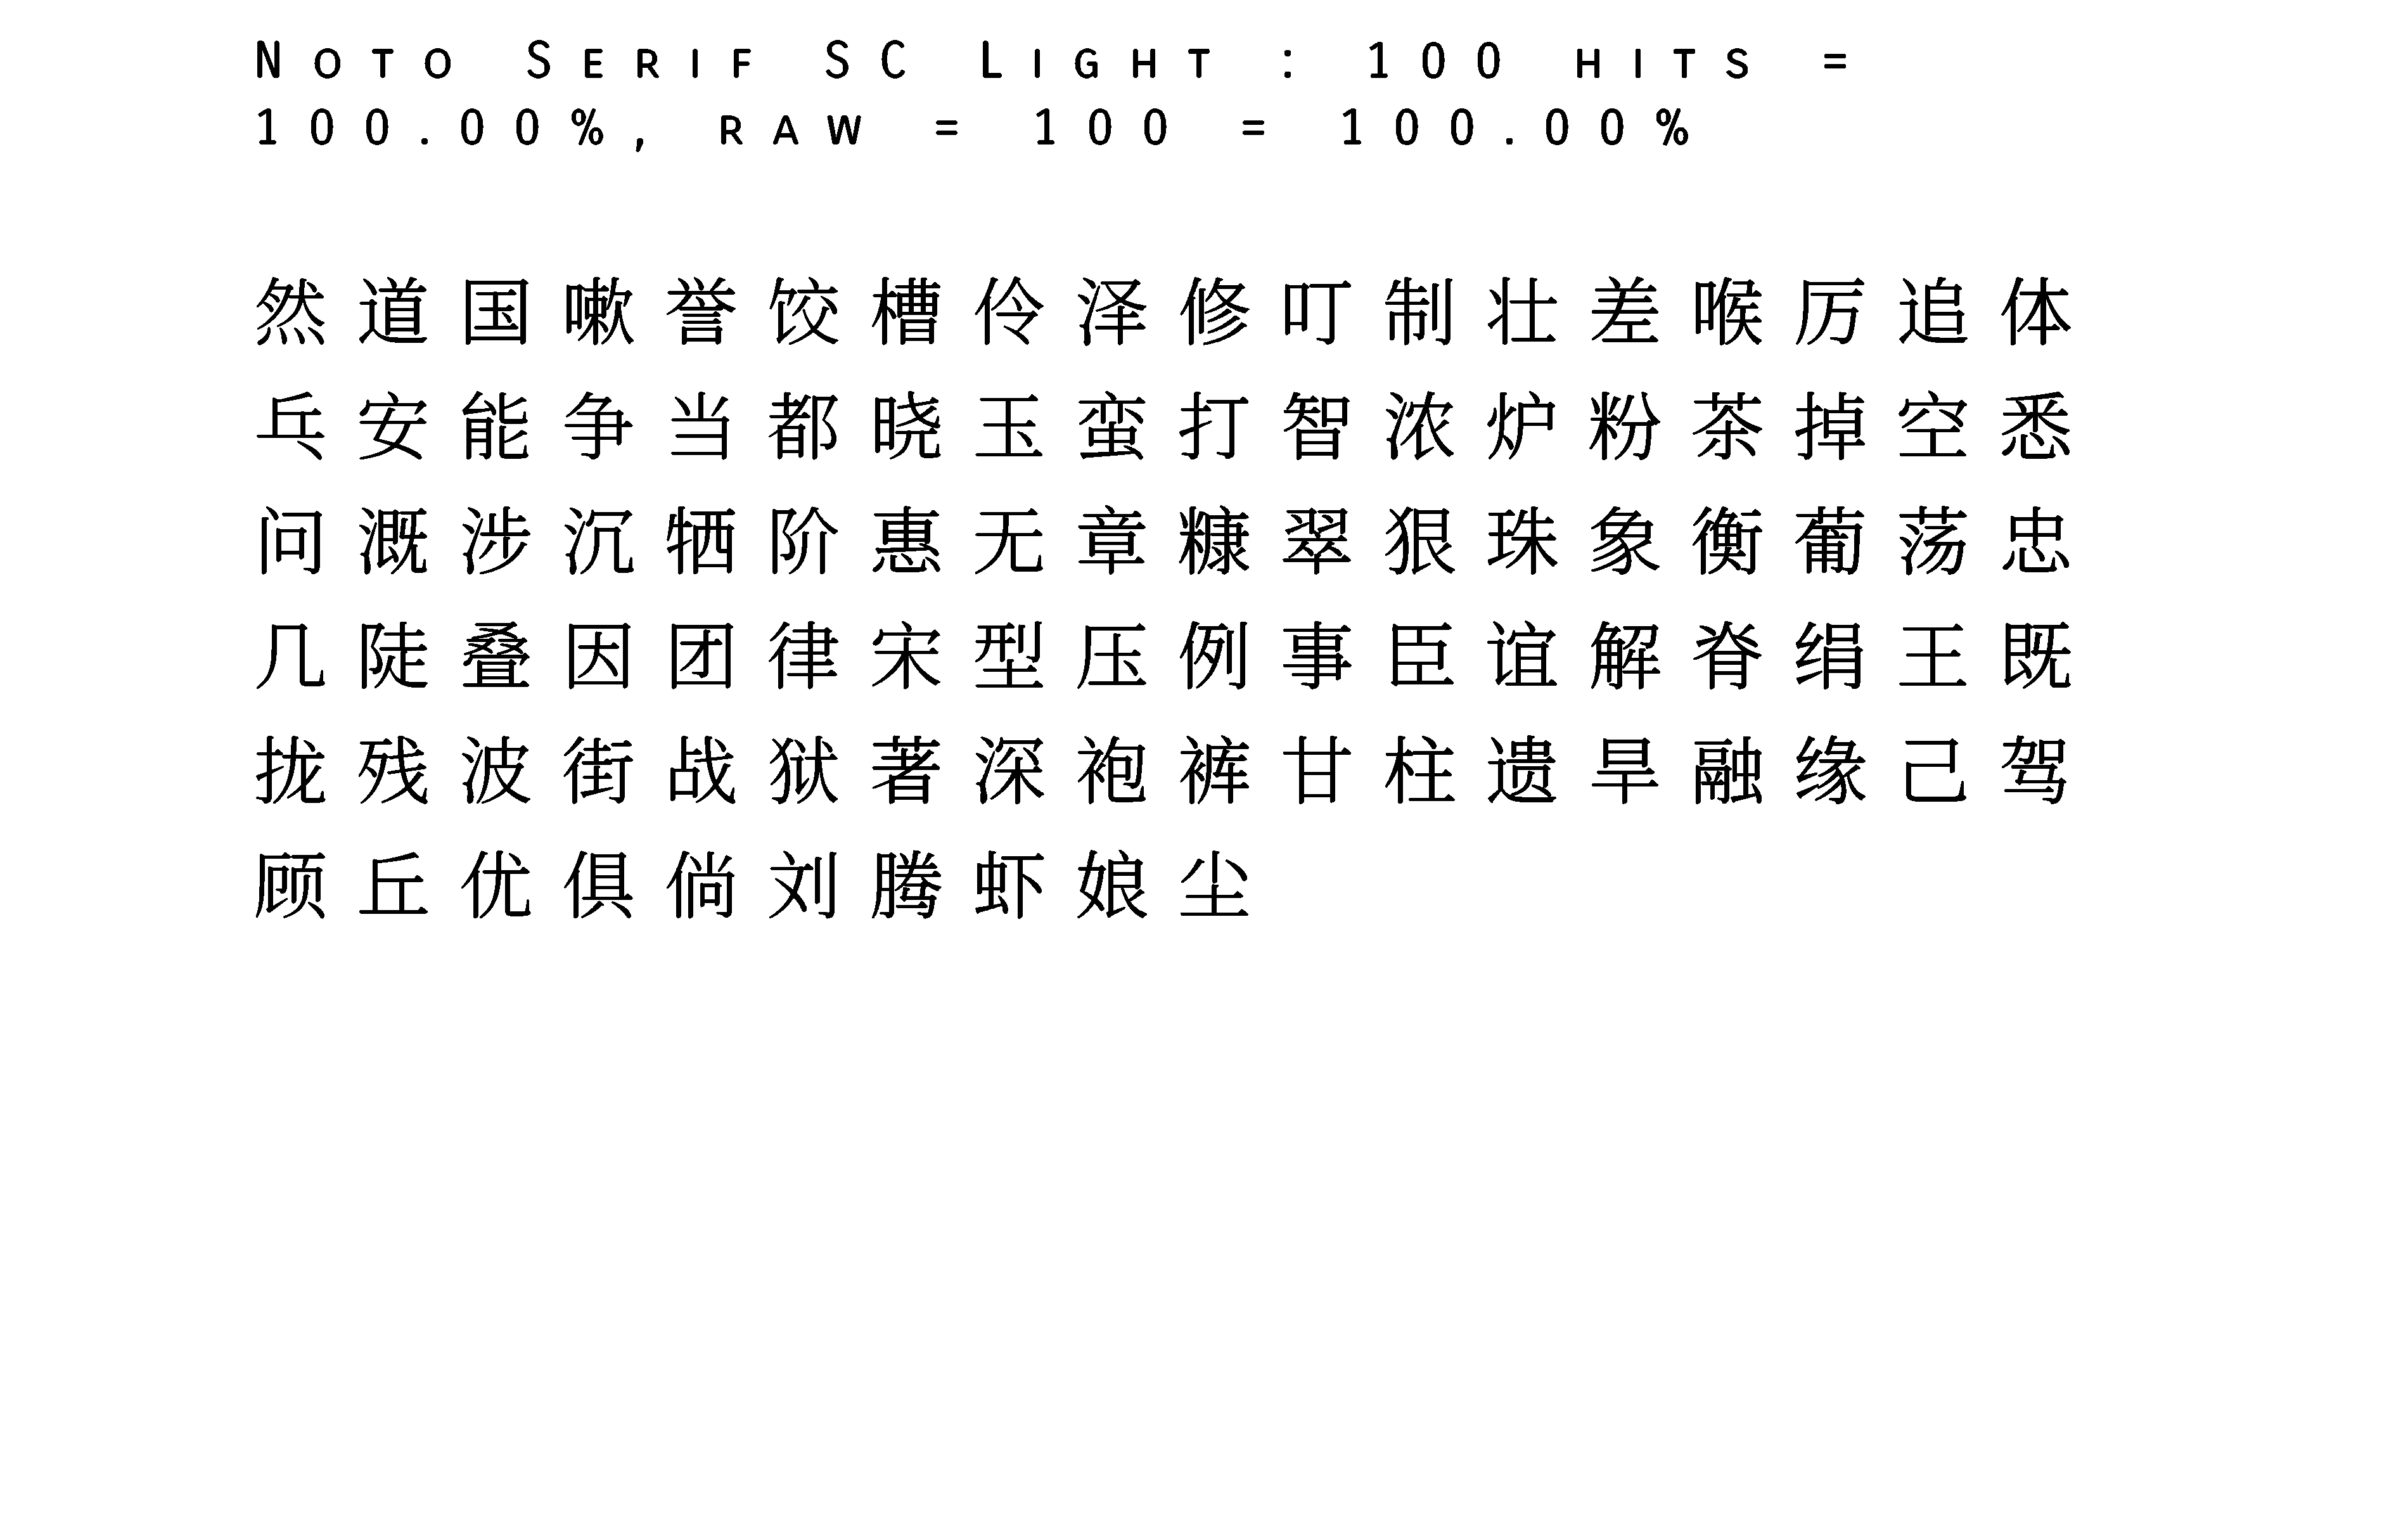 Noto Serif SC Light : 100 hits =
100.00%, raw = 100 = 100.00%
然道国嗽誉饺槽伶泽修叮制壮差喉厉追体
乓安能争当都晓玉蛮打智浓炉粉茶掉空悉
问溉涉沉牺阶惠无章糠翠狠珠象衡葡荡忠
几陡叠因团律宋型压例事臣谊解脊绢王既
拢残波街战狱著深袍裤甘柱遗旱融缘己驾
顾丘优俱倘刘腾虾娘尘